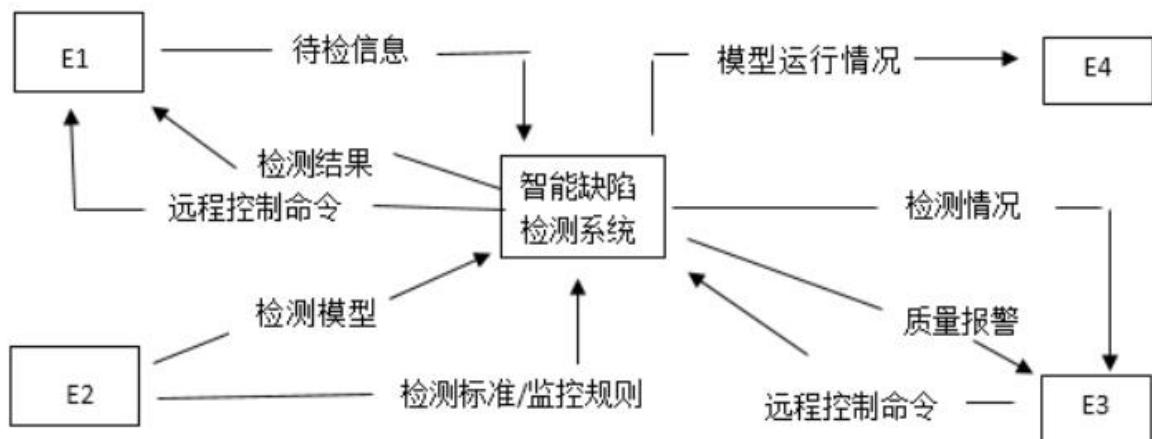 E1
待检信息
模型运行情况
E4
检测结果
远程控制命令
智能缺陷
检测系统
检测情况
检测模型
质量报警
E2
检测标准/监控规则
远程控制命令
E3